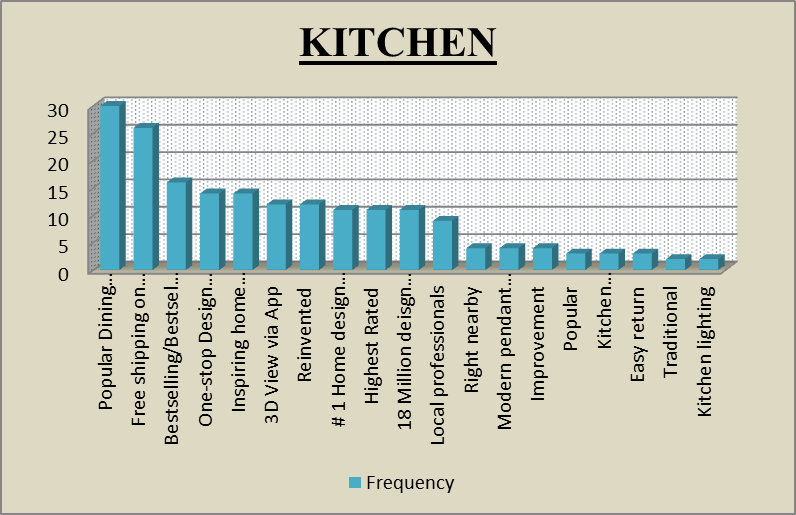 KITCHEN
30
25
20
15
10
5
0
Popular Dining...
Free shipping on...
Bestselling/Bestsel...
One-stop Design...
Inspiring home...
3D View via App
Reinvented
# 1 Home design...
Highest Rated
18 Million deisgn...
Local professionals
Right nearby
Modern pendant...
Improvement
Popular
Kitchen...
Easy return
Traditional
Kitchen lighting
Frequency